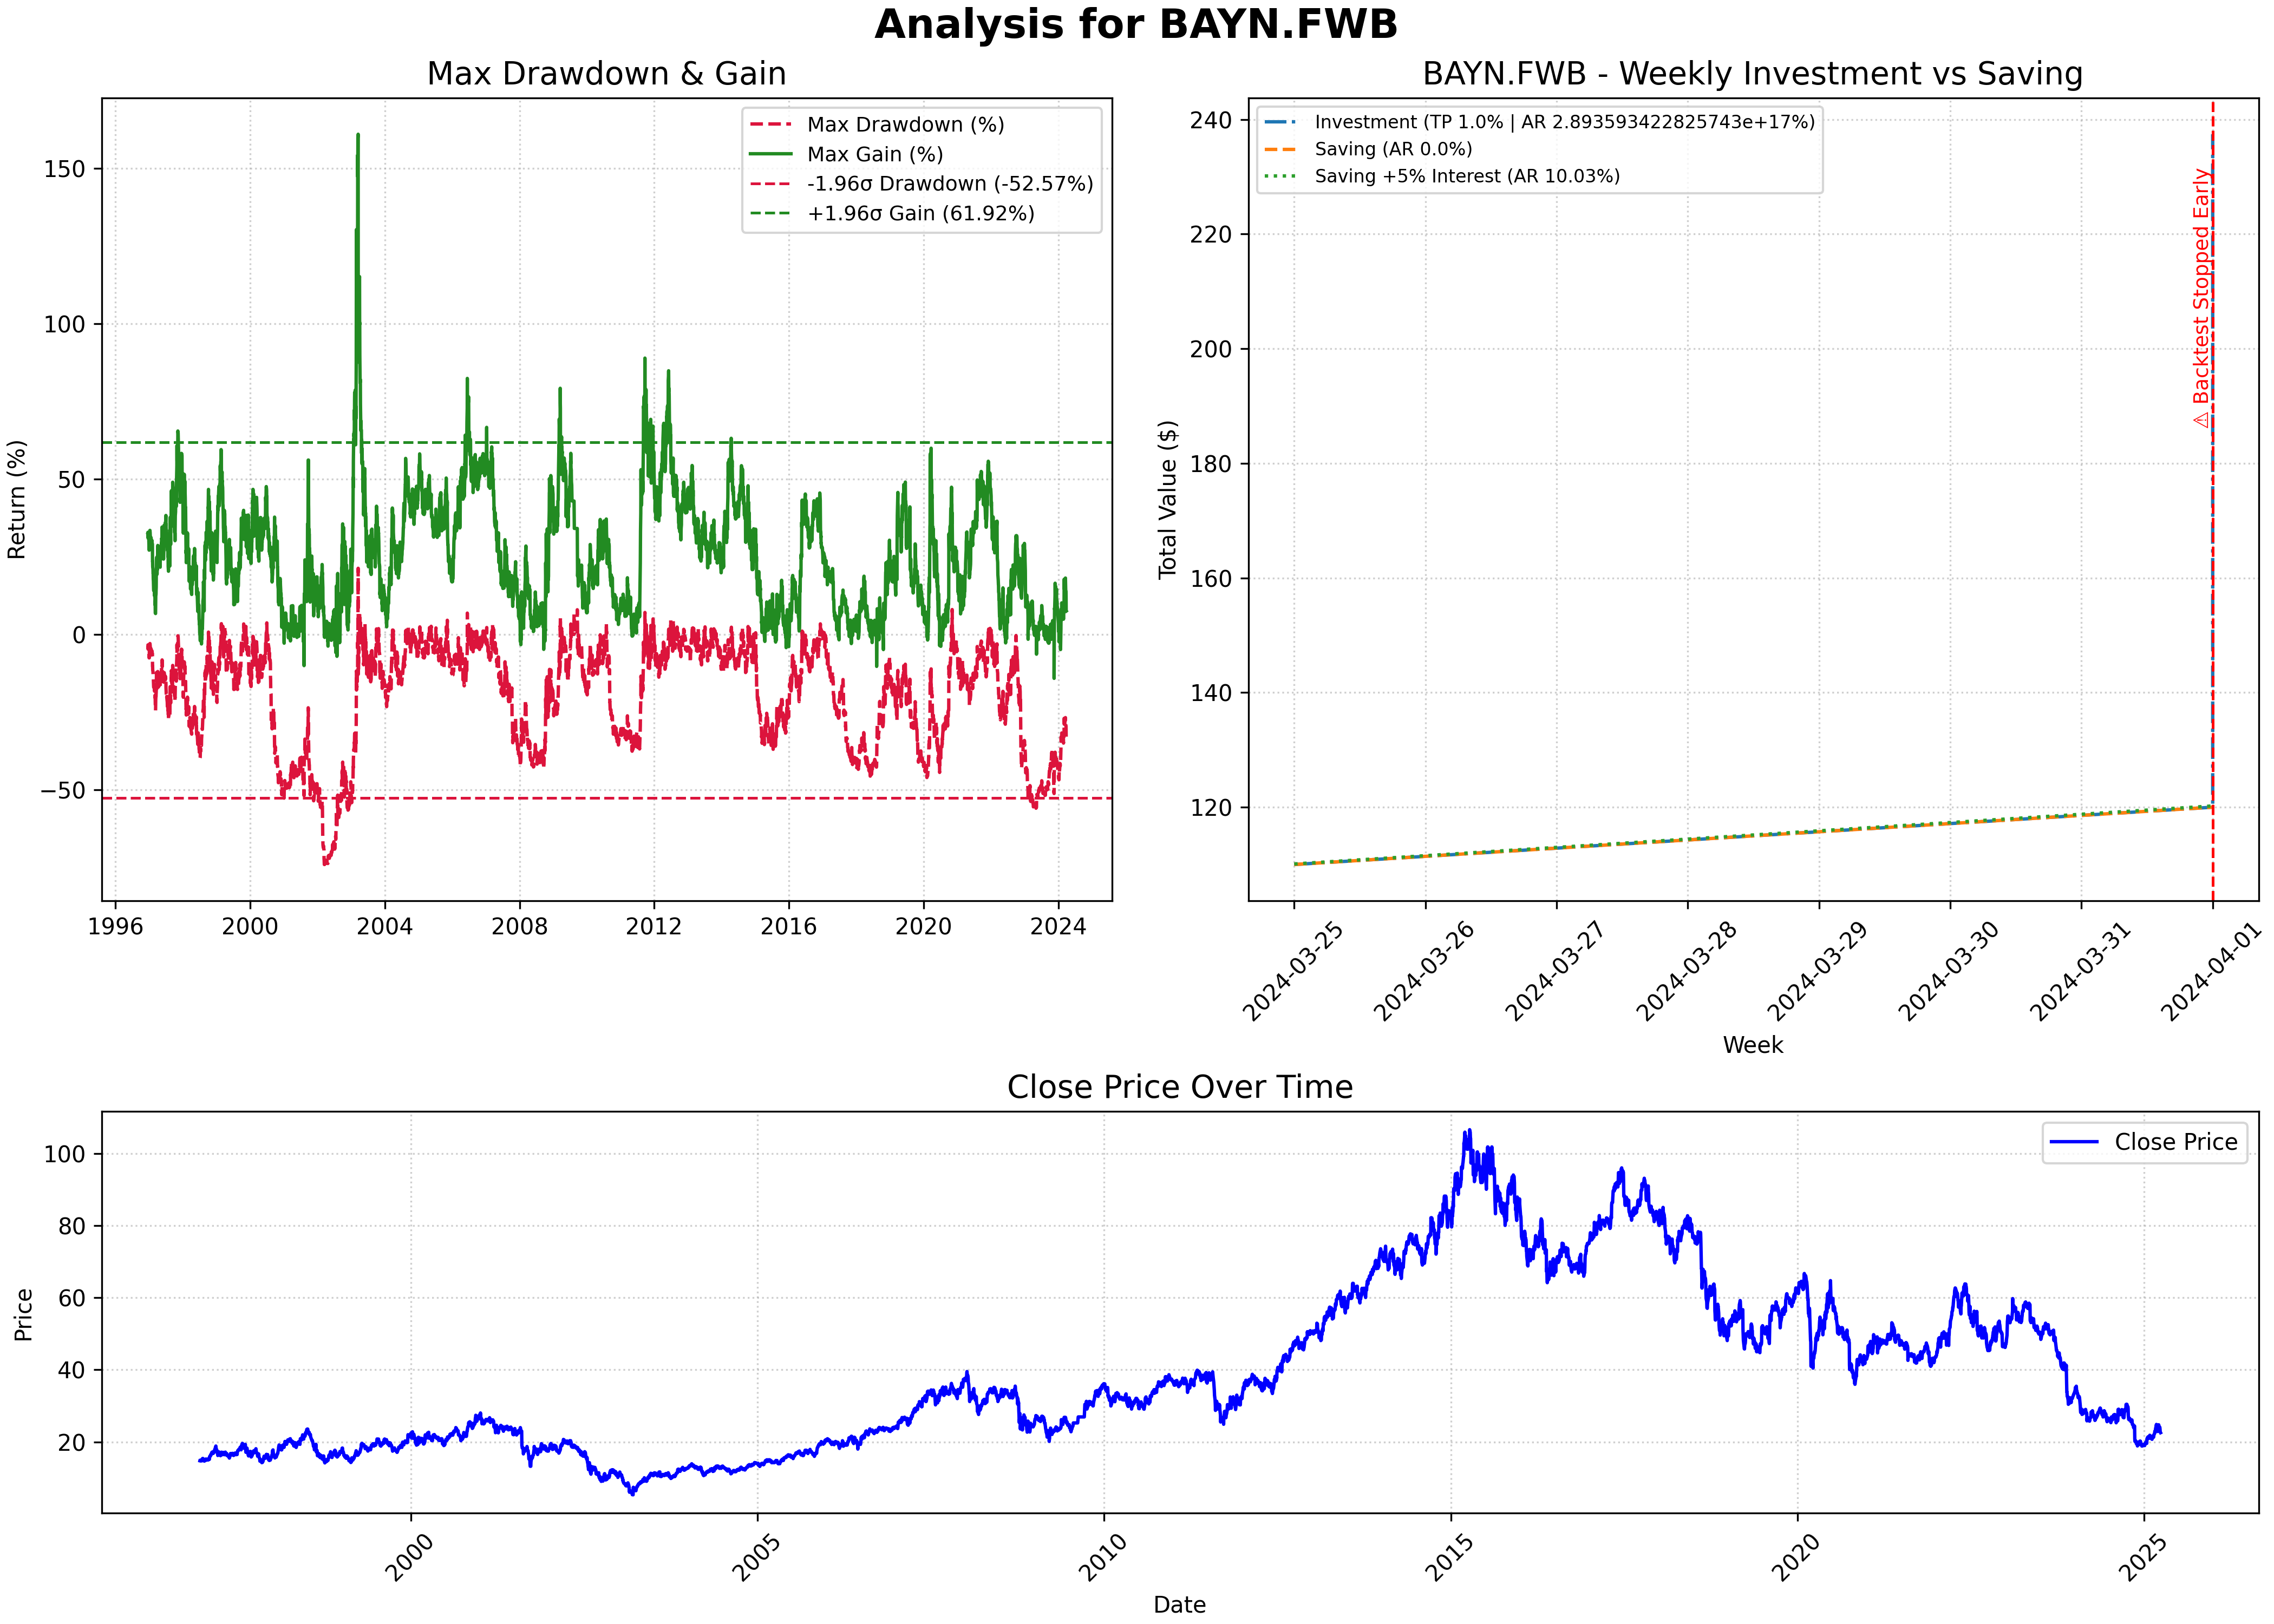 Analysis for BAYN.FWB
Max Drawdown & Gain
Max Drawdown (%)
Max Gain (%)
-1.96σ Drawdown (-52.57%)
+1.96σ Gain (61.92%)
Return (%)
150
100
50
0
−50
1996
2000
2004
2008
2012
2016
2020
2024
BAYN.FWB - Weekly Investment vs Saving
Investment (TP 1.0% | AR 2.893593422825743e+17%)
Saving (AR 0.0%)
Saving +5% Interest (AR 10.03%)
⚠ Backtest Stopped Early
Total Value ($)
240
220
200
180
160
140
120
2024-03-25
2024-03-26
2024-03-27
2024-03-28
2024-03-29
2024-03-30
2024-03-31
2024-04-01
Week
Close Price Over Time
Close Price
Price
100
80
60
40
20
2000
2005
2010
2015
2020
2025
Date